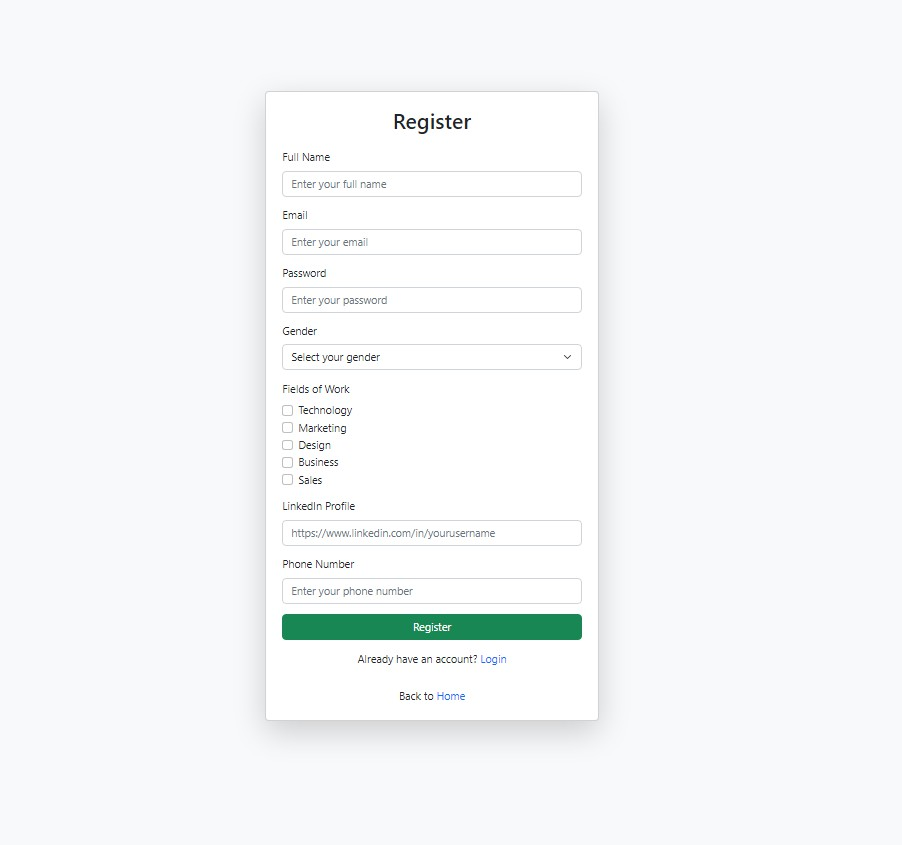 Register
Full Name
Enter your full name
Email
Enter your email
Password
Enter your password
Gender
Select your gender
Fields of Work
Technology
Marketing
Design
Business
Sales
LinkedIn Profile
https://www.linkedin.com/in/yourusername
Phone Number
Enter your phone number
Register
Already have an account? Login
Back to Home